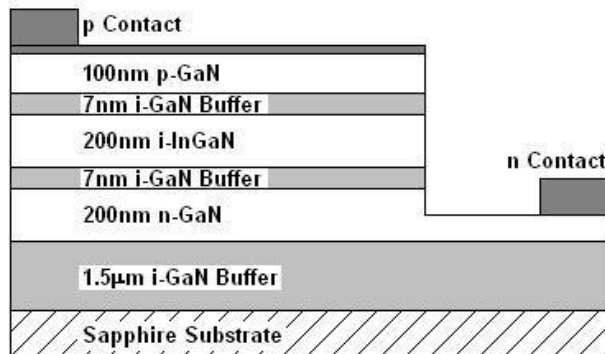 p Contact
100nm p-GaN
7nm i-GaN Buffer
200nm i-InGaN
n Contact
7nm i-GaN Buffer
200nm n-GaN
1.5µm i-GaN Buffer
Sapphire Substrate